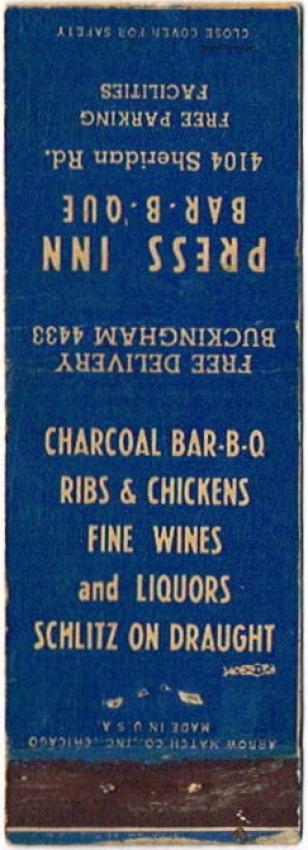 CLOSE COVER FOR SAFETY
PRESS INN
BAR-B-QUE
4104 Sheridan Rd.
FREE PARKING
FACILITIES
FREE DELIVERY
BUCKINGHAM 4433
CHARCOAL BAR-B-Q
RIBS & CHICKENS
FINE WINES
and LIQUORS
SCHLITZ ON DRAUGHT
ARROW MATCH CO., INC., CHICAGO
MADE IN U S A